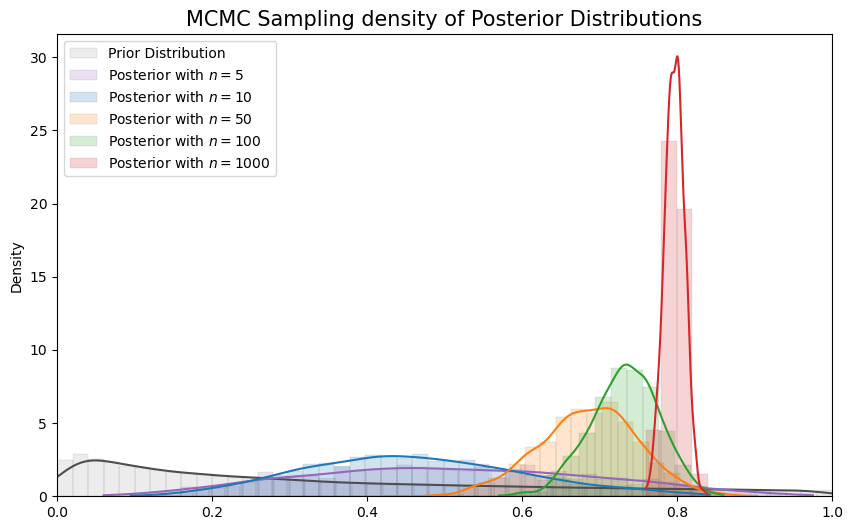 MCMC Sampling density of Posterior Distributions
Prior Distribution
Posterior with n = 5
Posterior with n = 10
Posterior with n = 50
Posterior with n = 100
Posterior with n = 1000
Density
30
25
20
15
10
5
0
0.0 0.2 0.4 0.6 0.8 1.0